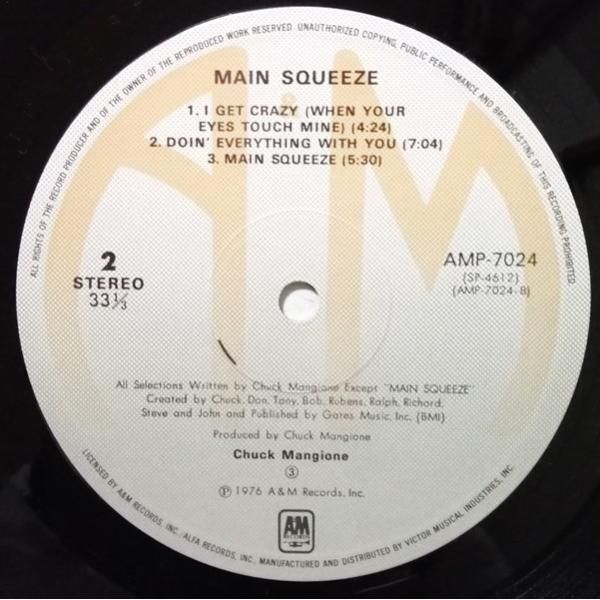 ALL RIGHTS OF THE RECORD PRODUCER AND OF THE OWNER OF THE REPRODUCED WORK RESERVED. UNAUTHORIZED COPYING, PUBLIC PERFORMANCE AND BROADCASTING OF THIS RECORDING PROHIBITED.
MAIN SQUEEZE
1. I GET CRAZY (WHEN YOUR
EYES TOUCH MINE) (4:24)
2. DOIN' EVERYTHING WITH YOU (7:04)
3. MAIN SQUEEZE (5:30)
2
STEREO
33⅓
AMP-7024
(SP-4612)
(AMP-7024-B)
All Selections Written by Chuck Mangione Except "MAIN SQUEEZE"
Created by Chuck, Don, Tony, Bob, Rubens, Ralph, Richard,
Steve and John and Published by Gates Music, Inc. (BMI)
Produced by Chuck Mangione
Chuck Mangione
③
℗ 1976 A & M Records, Inc.
A&M
RECORDS
LICENSED BY A&M RECORDS, INC./ALFA RECORDS, INC., MANUFACTURED AND DISTRIBUTED BY VICTOR MUSICAL INDUSTRIES, INC.